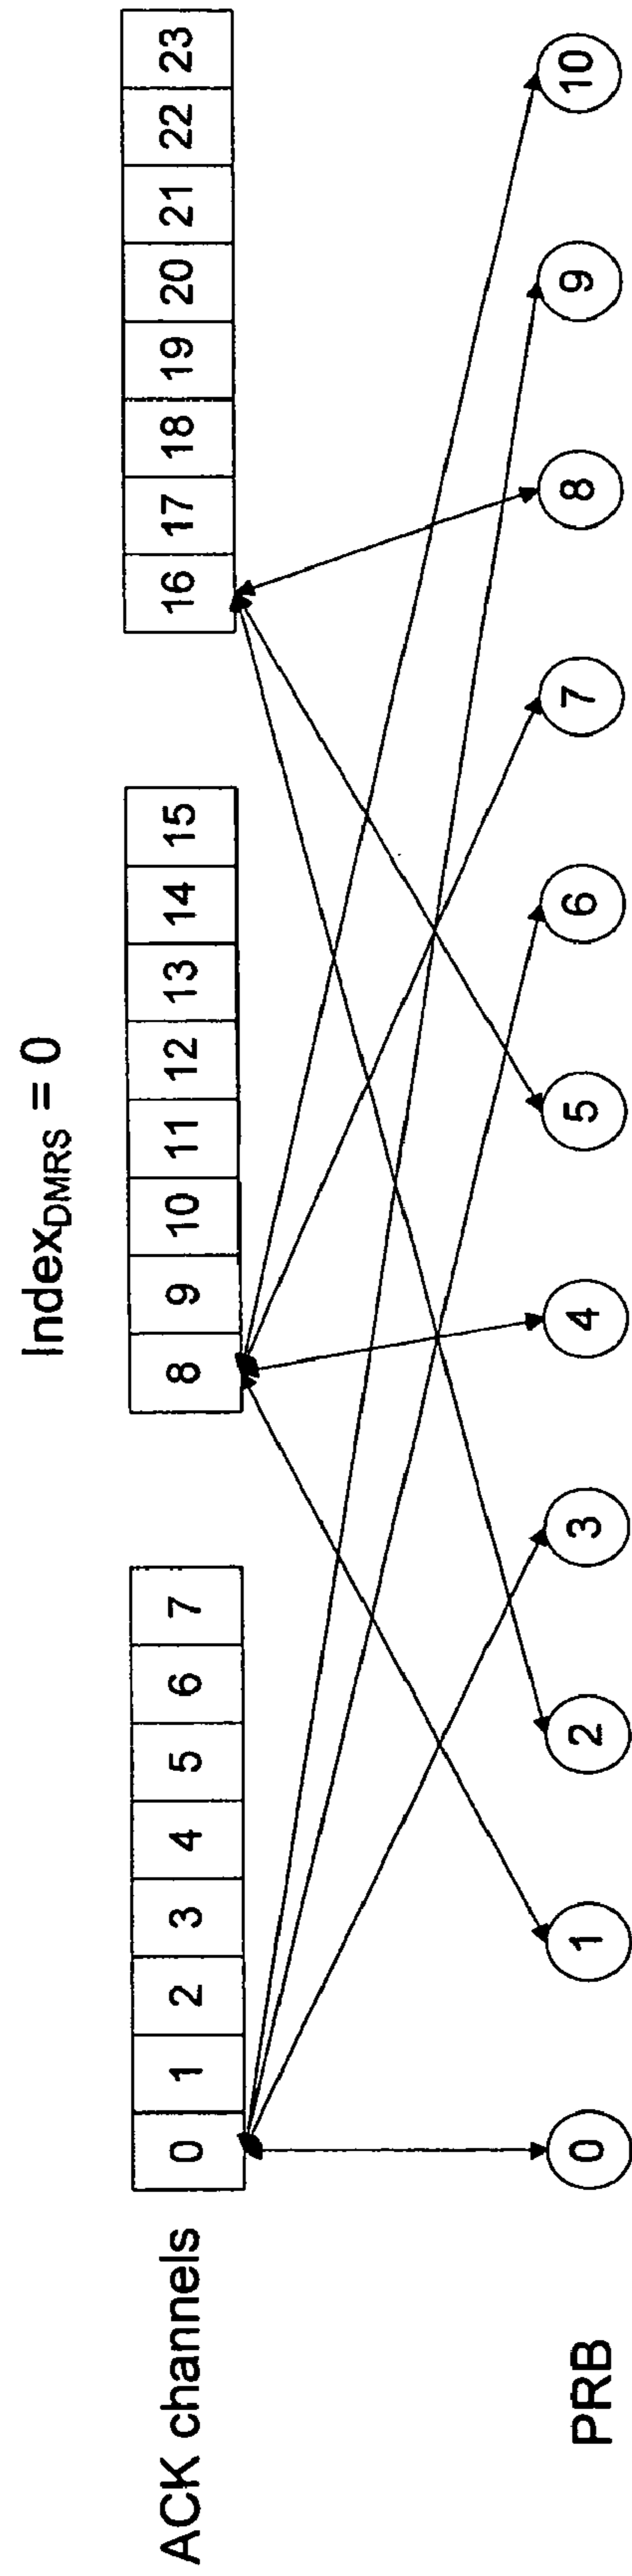 Index_DMRS = 0
ACK channels 0 1 2 3 4 5 6 7 8 9 10 11 12 13 14 15 16 17 18 19 20 21 22 23
PRB 0 1 2 3 4 5 6 7 8 9 10